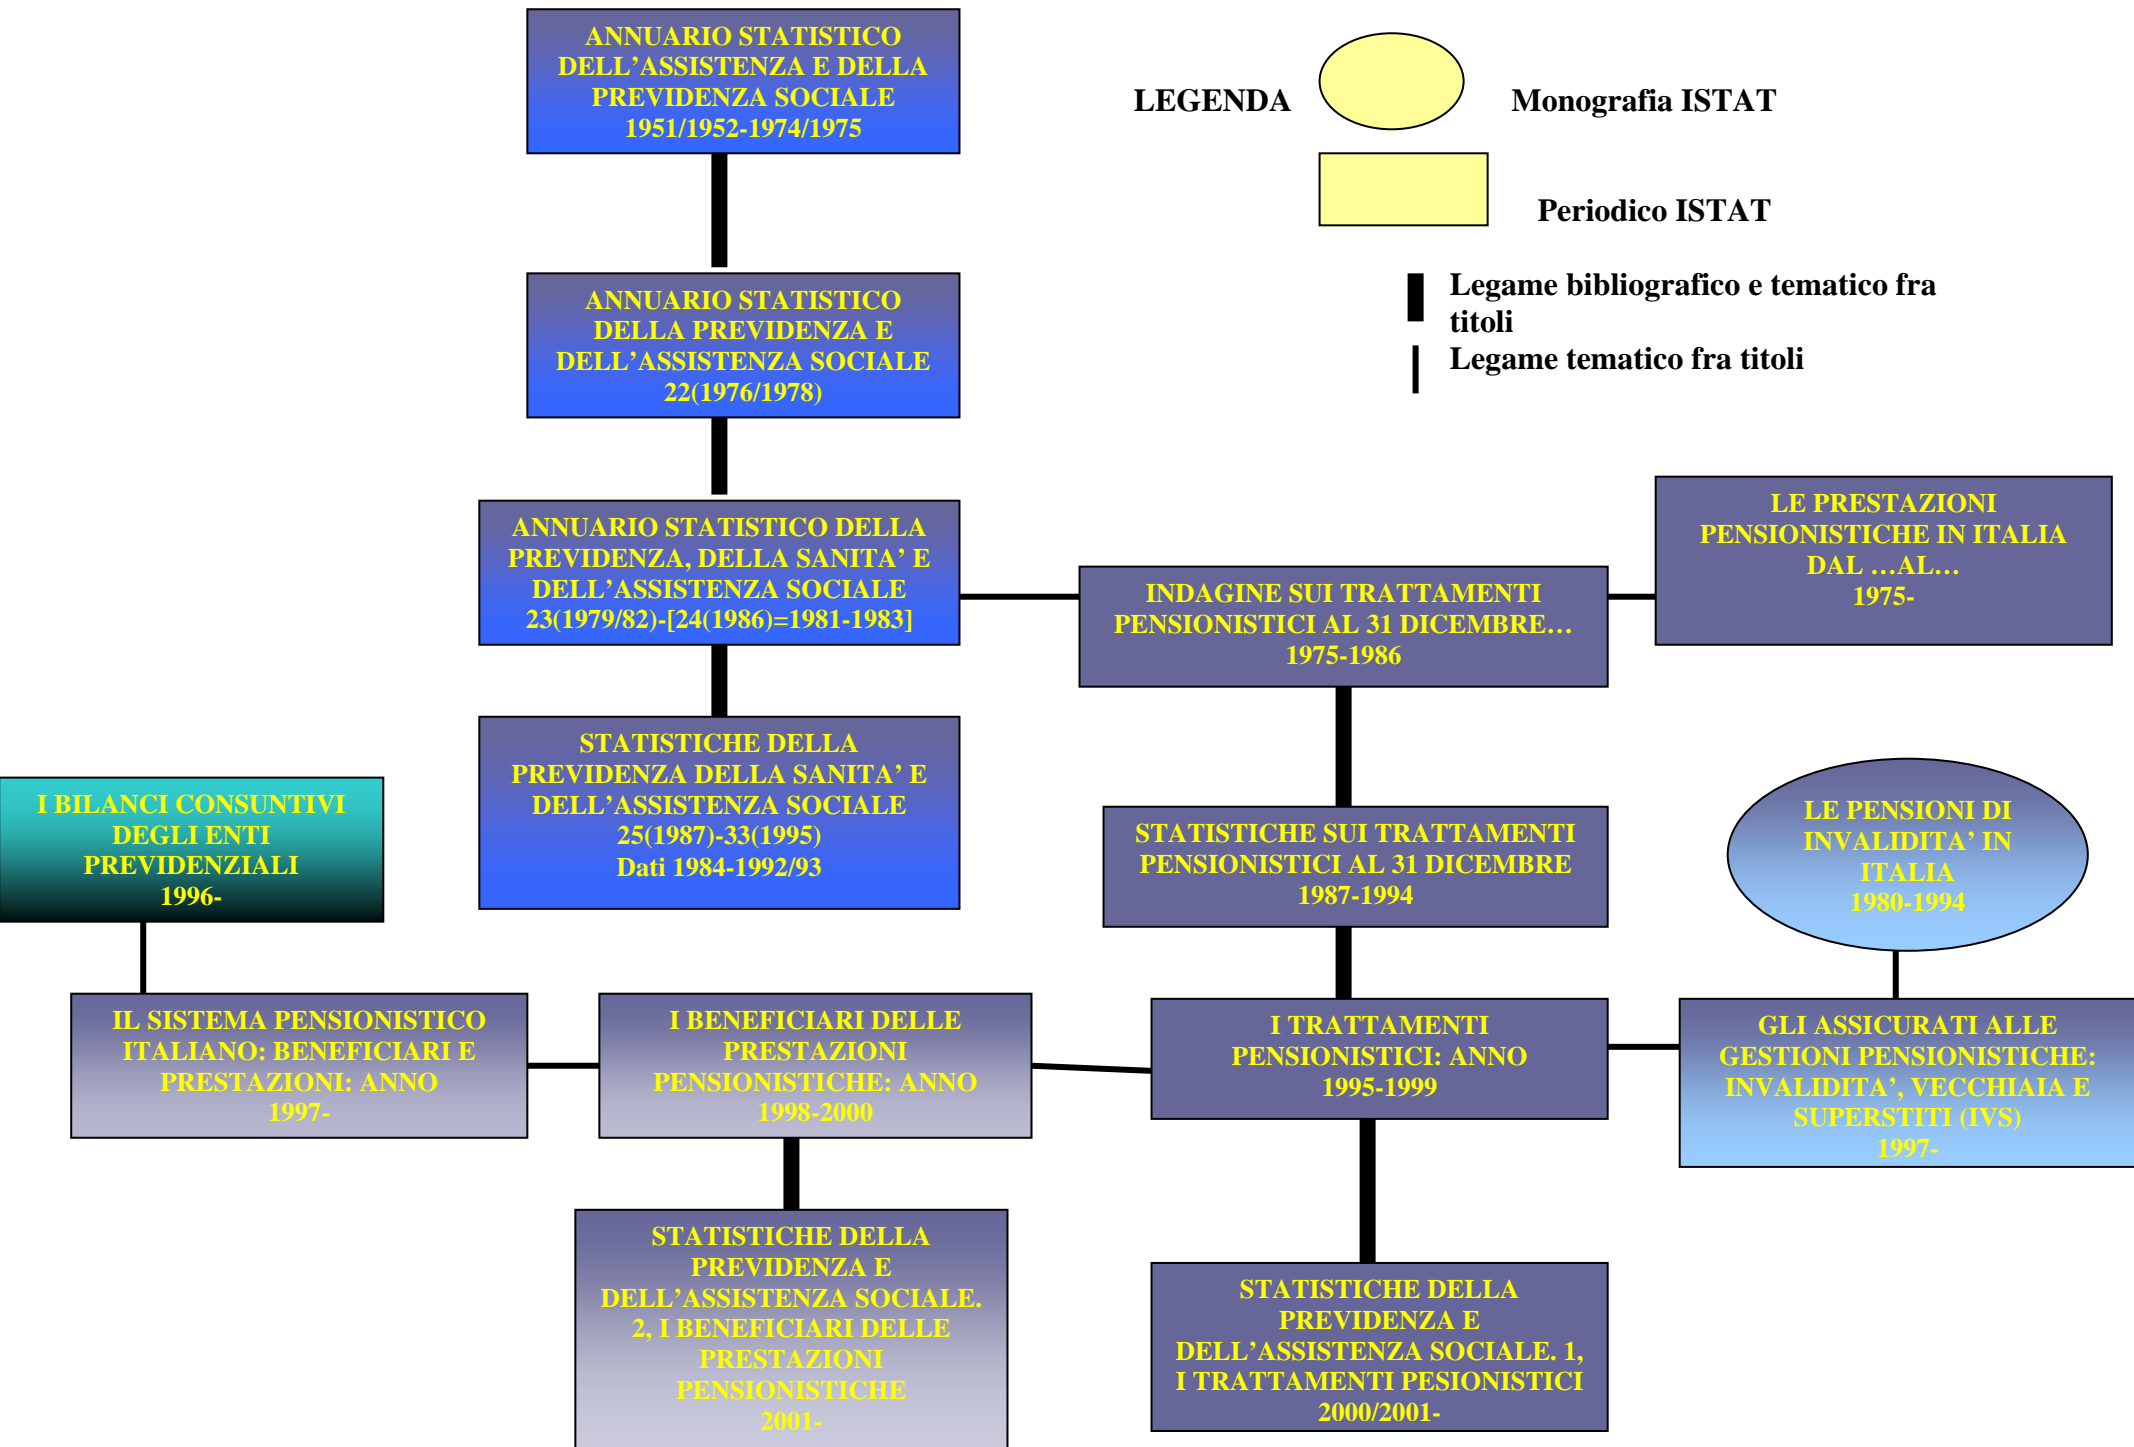 ANNUARIO STATISTICO
DELL’ASSISTENZA E DELLA
PREVIDENZA SOCIALE
1951/1952-1974/1975
LEGENDA
Monografia ISTAT
Periodico ISTAT
Legame bibliografico e tematico fra
titoli
Legame tematico fra titoli
ANNUARIO STATISTICO
DELLA PREVIDENZA E
DELL’ASSISTENZA SOCIALE
22(1976/1978)
ANNUARIO STATISTICO DELLA
PREVIDENZA, DELLA SANITA’ E
DELL’ASSISTENZA SOCIALE
23(1979/82)-[24(1986)=1981-1983]
INDAGINE SUI TRATTAMENTI
PENSIONISTICI AL 31 DICEMBRE…
1975-1986
LE PRESTAZIONI
PENSIONISTICHE IN ITALIA
DAL …AL…
1975-
STATISTICHE DELLA
PREVIDENZA DELLA SANITA’ E
DELL’ASSISTENZA SOCIALE
25(1987)-33(1995)
Dati 1984-1992/93
I BILANCI CONSUNTIVI
DEGLI ENTI
PREVIDENZIALI
1996-
STATISTICHE SUI TRATTAMENTI
PENSIONISTICI AL 31 DICEMBRE
1987-1994
LE PENSIONI DI
INVALIDITA’ IN
ITALIA
1980-1994
IL SISTEMA PENSIONISTICO
ITALIANO: BENEFICIARI E
PRESTAZIONI: ANNO
1997-
I BENEFICIARI DELLE
PRESTAZIONI
PENSIONISTICHE: ANNO
1998-2000
I TRATTAMENTI
PENSIONISTICI: ANNO
1995-1999
GLI ASSICURATI ALLE
GESTIONI PENSIONISTICHE:
INVALIDITA’, VECCHIAIA E
SUPERSTITI (IVS)
1997-
STATISTICHE DELLA
PREVIDENZA E
DELL’ASSISTENZA SOCIALE.
2, I BENEFICIARI DELLE
PRESTAZIONI
PENSIONISTICHE
2001-
STATISTICHE DELLA
PREVIDENZA E
DELL’ASSISTENZA SOCIALE. 1,
I TRATTAMENTI PESIONISTICI
2000/2001-